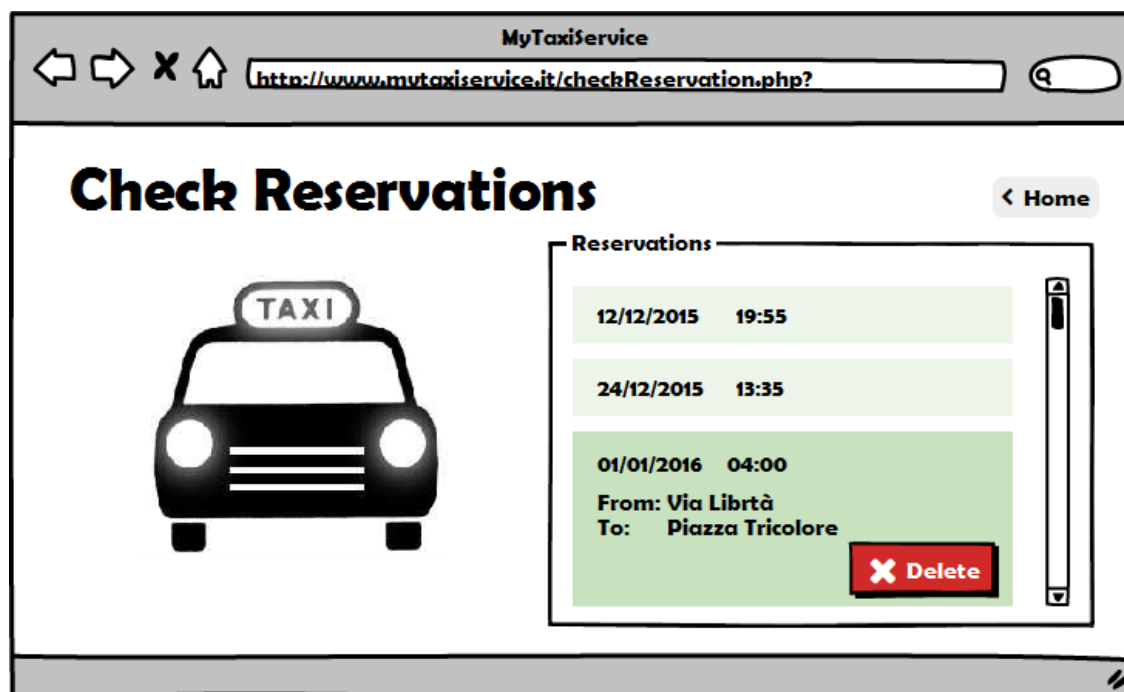 MyTaxiService
http://www.mytaxiservice.it/checkReservation.php?
Check Reservations
Home
Reservations
TAXI
12/12/2015 19:55
24/12/2015 13:35
01/01/2016 04:00
From: Via Librtà
To: Piazza Tricolore
Delete